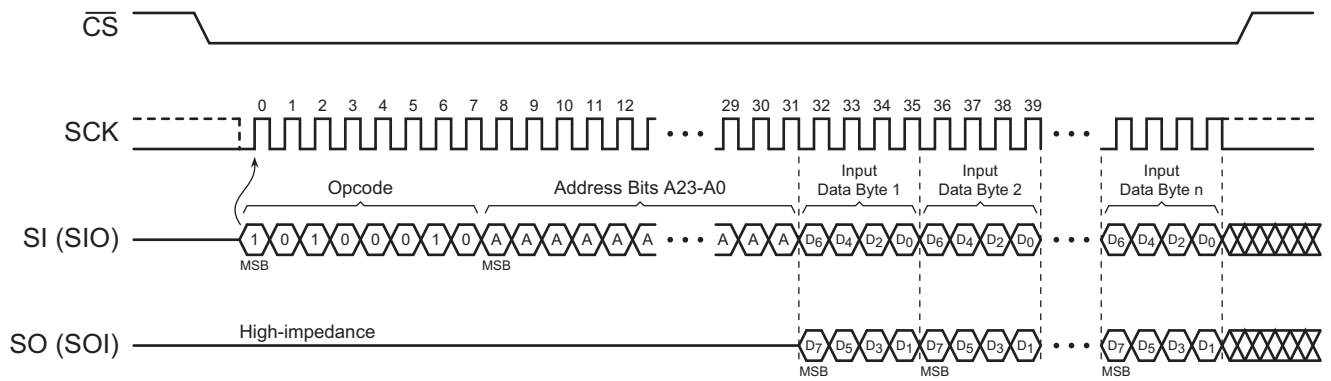 CS
0 1 2 3 4 5 6 7 8 9 10 11 12 29 30 31 32 33 34 35 36 37 38 39
SCK • • • • • •
Opcode Address Bits A23-A0 Input Data Byte 1 Input Data Byte 2 Input Data Byte n
SI (SIO) 1 0 1 0 0 0 1 0 A A A A A A • • • A A A D6 D4 D2 D0 D6 D4 D2 D0 • • • D6 D4 D2 D0
MSB MSB
High-impedance
SO (SOI) D7 D5 D3 D1 D7 D5 D3 D1 • • • D7 D5 D3 D1
MSB MSB MSB